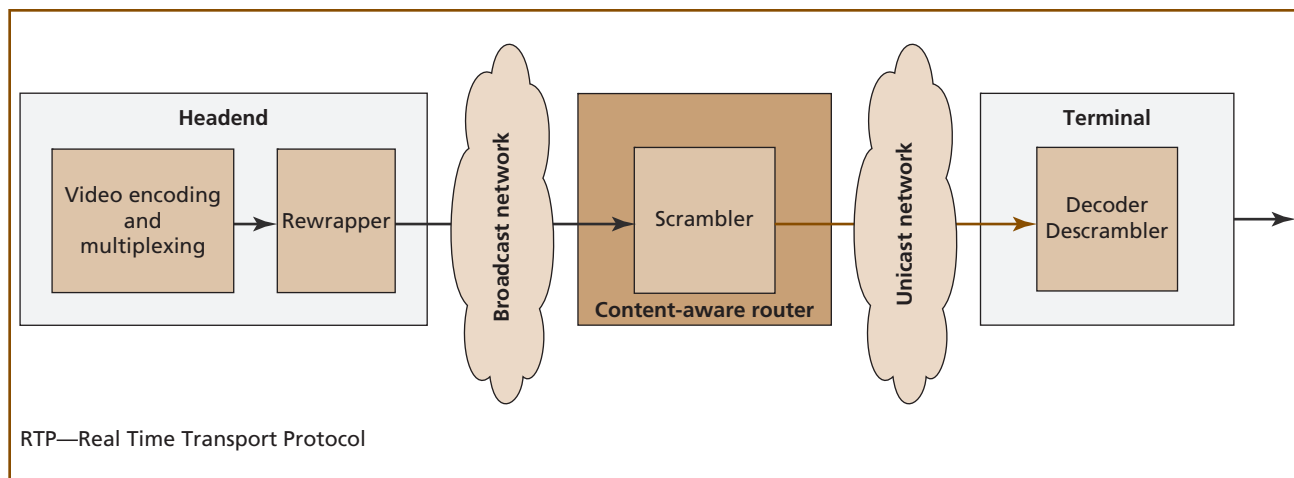 Headend
Video encoding
and
multiplexing
Rewrapper
Broadcast network
Scrambler
Content-aware router
Unicast network
Terminal
Decoder
Descrambler
RTP—Real Time Transport Protocol